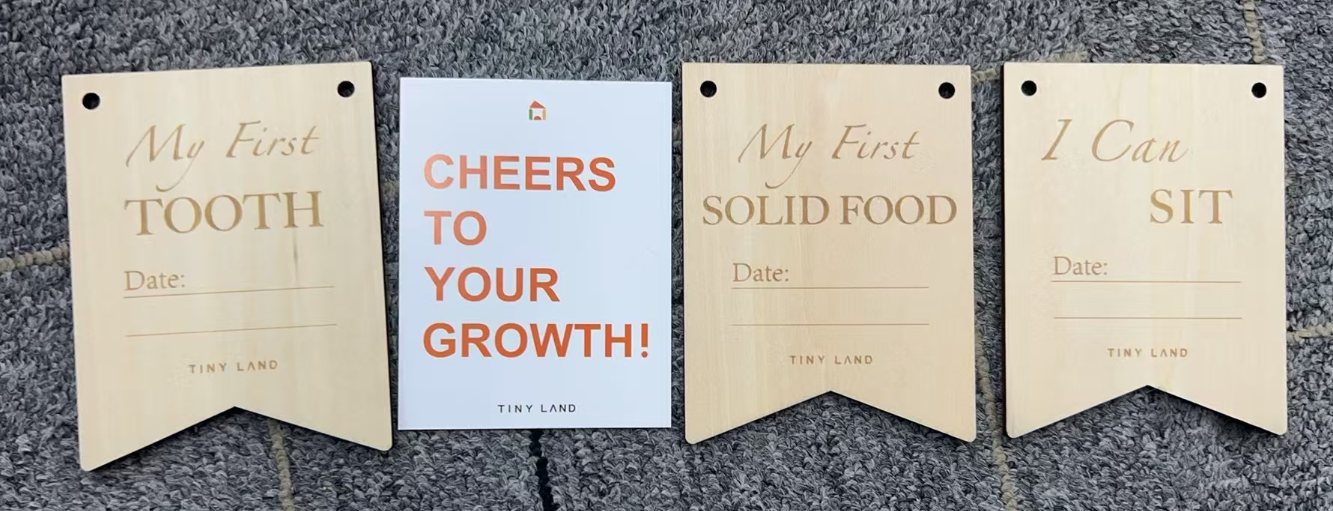 My First
TOOTH
Date:
TINY LAND
CHEERS
TO
YOUR
GROWTH!
TINY LAND
My First
SOLID FOOD
Date:
TINY LAND
I Can
SIT
Date:
TINY LAND